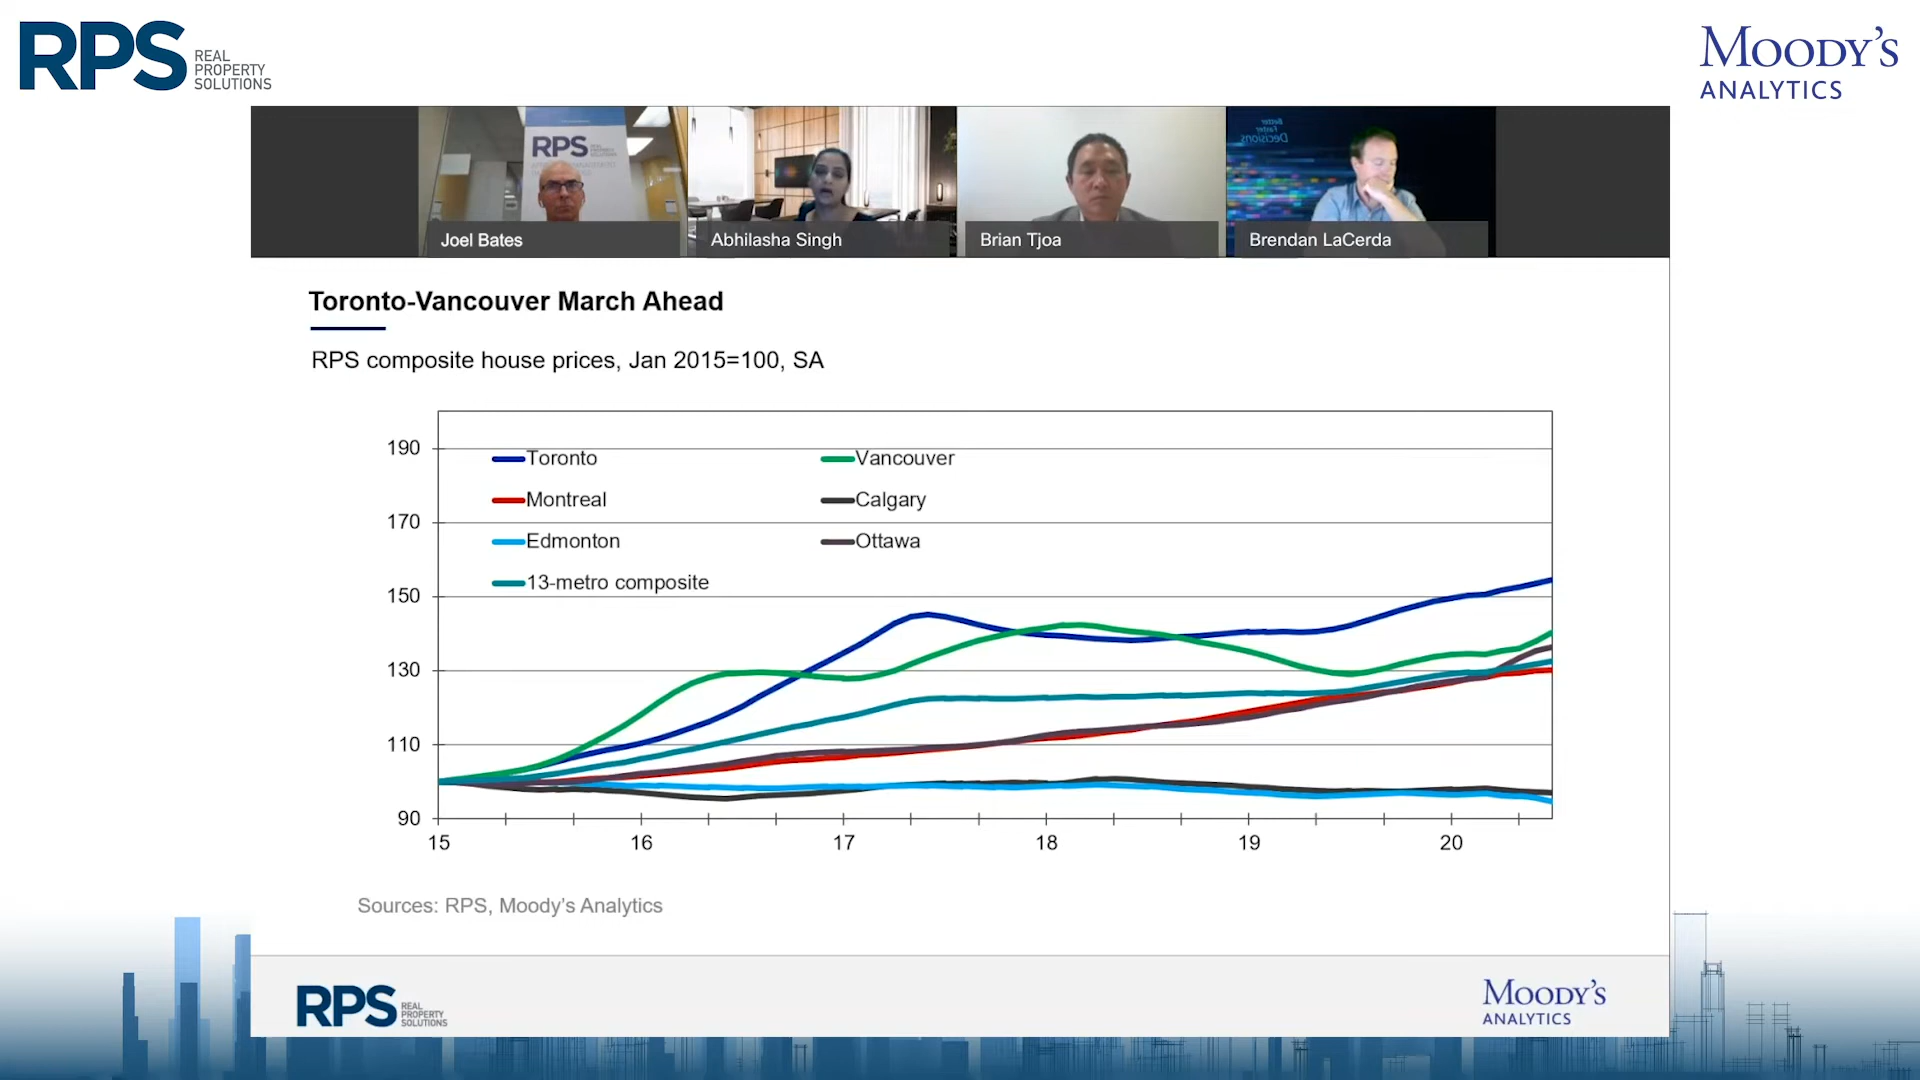 RPS REAL
PROPERTY
SOLUTIONS
MOODY'S
ANALYTICS
RPS
Better
Faster
Decisions
Joel Bates
Abhilasha Singh
Brian Tjoa
Brendan LaCerda
Toronto-Vancouver March Ahead
RPS composite house prices, Jan 2015=100, SA
190
170
150
130
110
90
Toronto
Vancouver
Montreal
Calgary
Edmonton
Ottawa
13-metro composite
15 16 17 18 19 20
Sources: RPS, Moody's Analytics
RPS REAL
PROPERTY
SOLUTIONS
MOODY'S
ANALYTICS